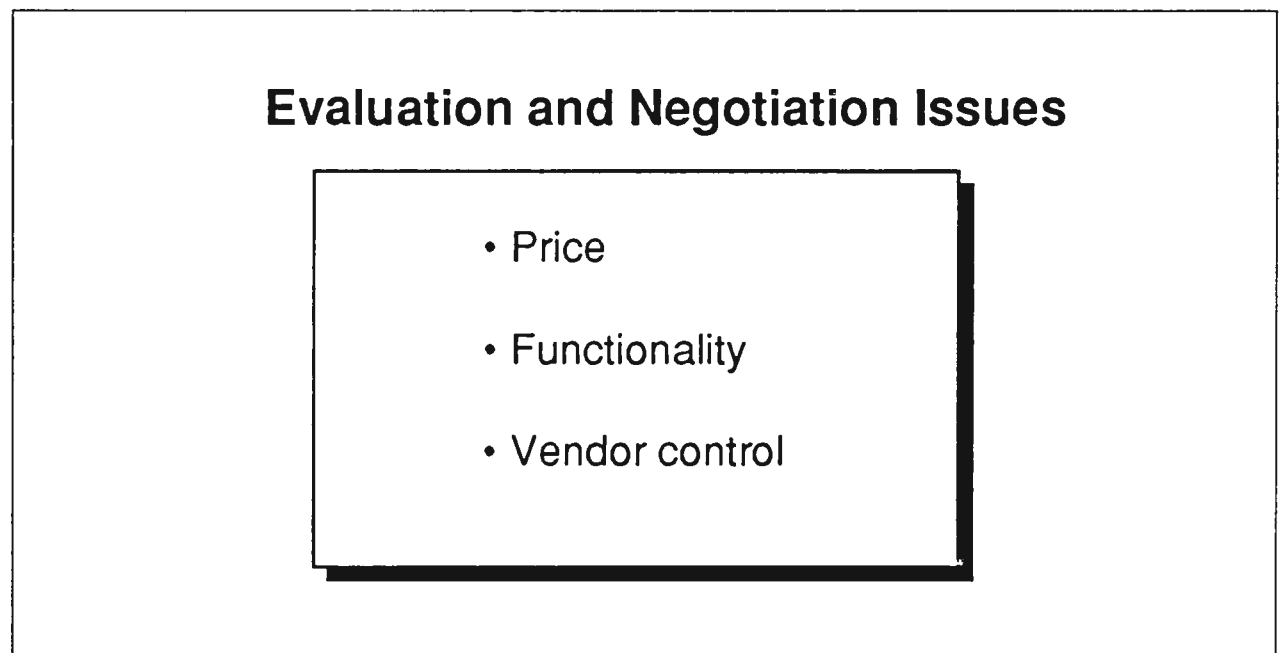 Evaluation and Negotiation Issues
• Price
• Functionality
• Vendor control